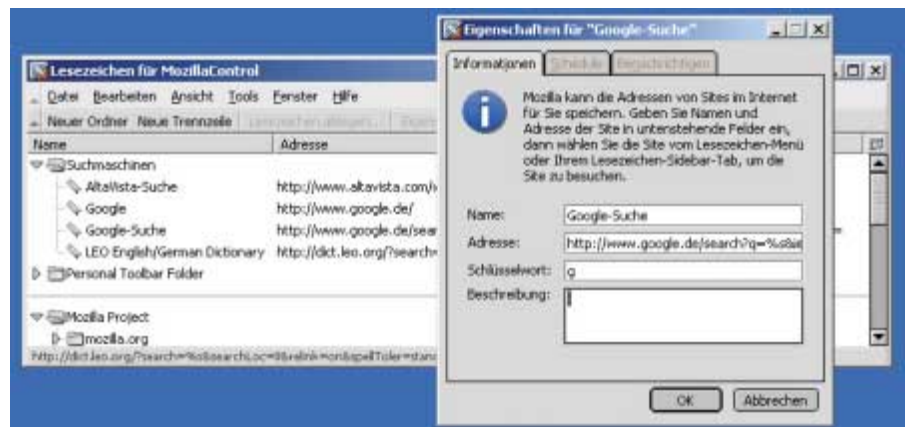 Lesezeichen für MozillaControl
Datei Bearbeiten Ansicht Tools Fenster Hilfe
Neuer Ordner Neue Trennzeile
Name Adresse
Suchmaschinen
AltaVista-Suche http://www.altavista.com/
Google http://www.google.de/
Google-Suche http://www.google.de/sear
LEO English/German Dictionary http://dict.leo.org/?search=
Personal Toolbar Folder
Mozilla Project
mozilla.org
Eigenschaften für "Google-Suche"
Informationen Schedule Benachrichtigen
Mozilla kann die Adressen von Sites im Internet
für Sie speichern. Geben Sie Namen und
Adresse der Site in untenstehende Felder ein,
dann wählen Sie die Site vom Lesezeichen-Menü
oder Ihrem Lesezeichen-Sidebar-Tab, um die
Site zu besuchen.
Name: Google-Suche
Adresse: http://www.google.de/search?q=%s&ie
Schlüsselwort: g
Beschreibung:
OK Abbrechen